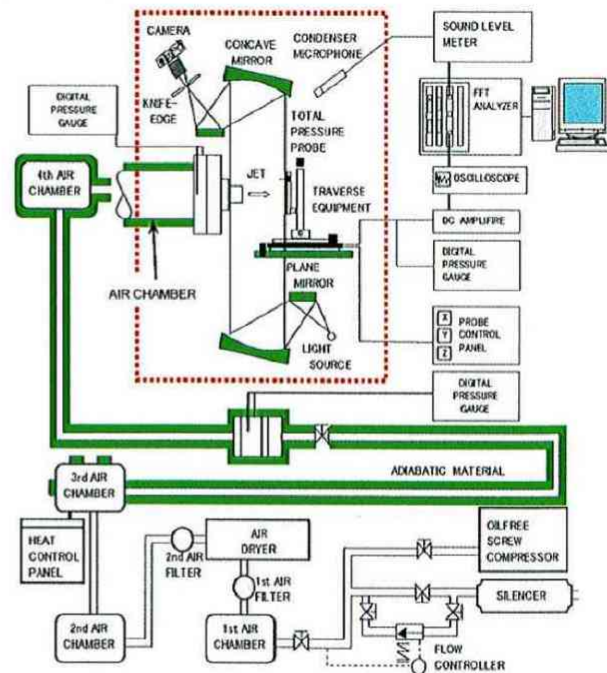 CAMERA
CONCAVE
MIRROR
CONDENSER
MICROPHONE
SOUND LEVEL
METER
KNIFE-
EDGE
FFT
ANALYZER
DIGITAL
PRESSURE
GAUGE
TOTAL
PRESSURE
PROBE
4th AIR
CHAMBER
JET
TRAVERSE
EQUIPMENT
OSCILLOSCOPE
DC AMPLIFIRE
DIGITAL
PRESSURE
GAUGE
AIR CHAMBER
PLANE
MIRROR
LIGHT
SOURCE
X
Y
Z
PROBE
CONTROL
PANEL
DIGITAL
PRESSURE
GAUGE
3rd AIR
CHAMBER
ADIABATIC MATERIAL
HEAT
CONTROL
PANEL
2nd AIR
FILTER
AIR
DRYER
OILFREE
SCREW
COMPRESSOR
1st AIR
FILTER
SILENCER
2nd AIR
CHAMBER
1st AIR
CHAMBER
FLOW
CONTROLLER